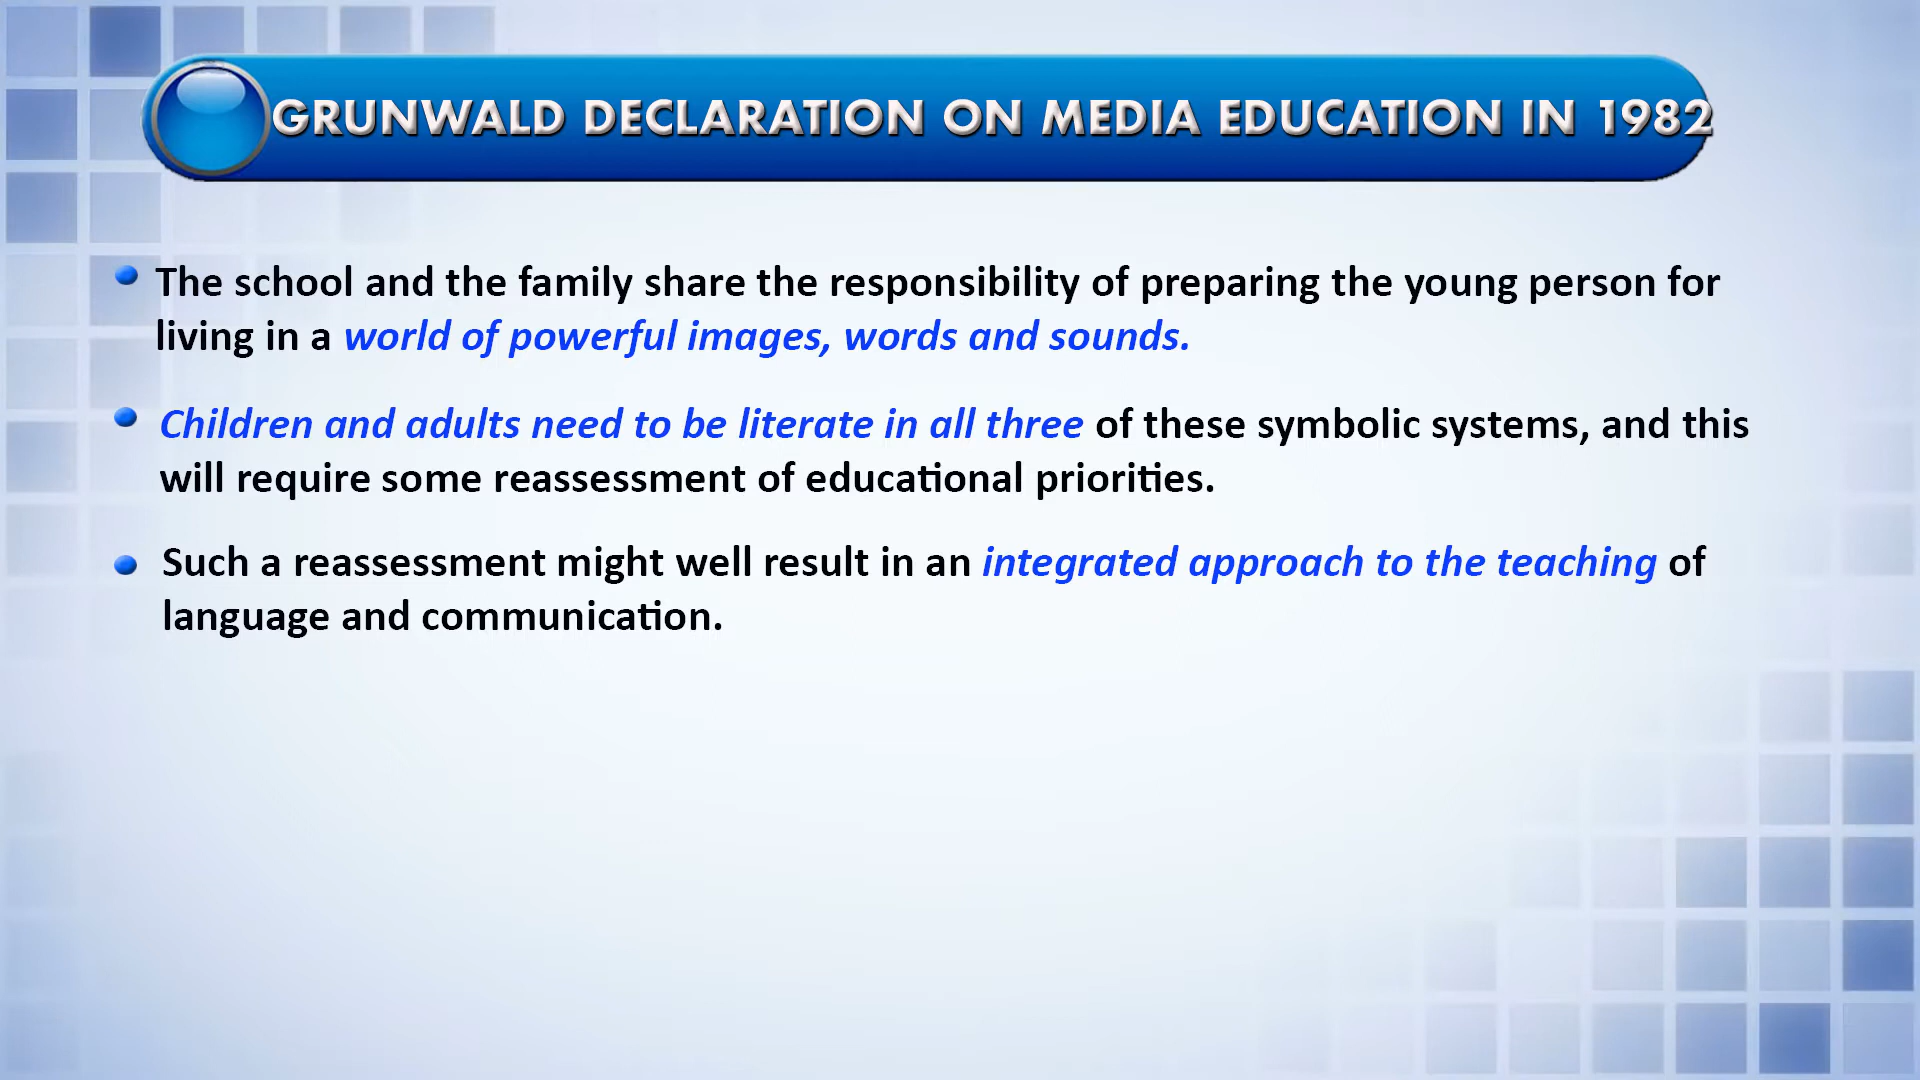 GRUNWALD DECLARATION ON MEDIA EDUCATION IN 1982
The school and the family share the responsibility of preparing the young person for
living in a world of powerful images, words and sounds.
Children and adults need to be literate in all three of these symbolic systems, and this
will require some reassessment of educational priorities.
Such a reassessment might well result in an integrated approach to the teaching of
language and communication.